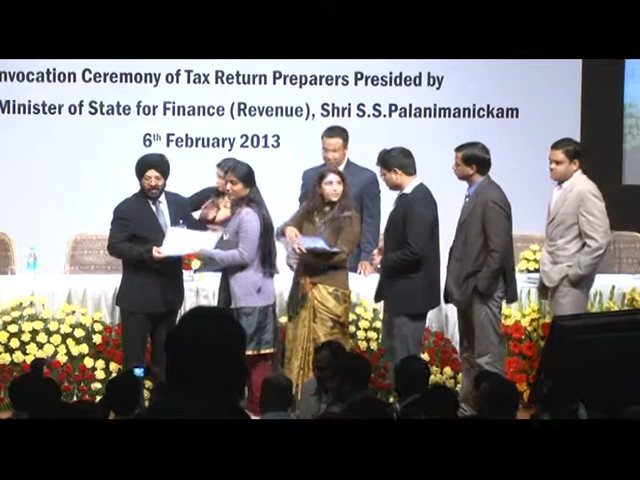 nvocation Ceremony of Tax Return Preparers Presided by
Minister of State for Finance (Revenue), Shri S.S.Palanimanickam
6th February 2013